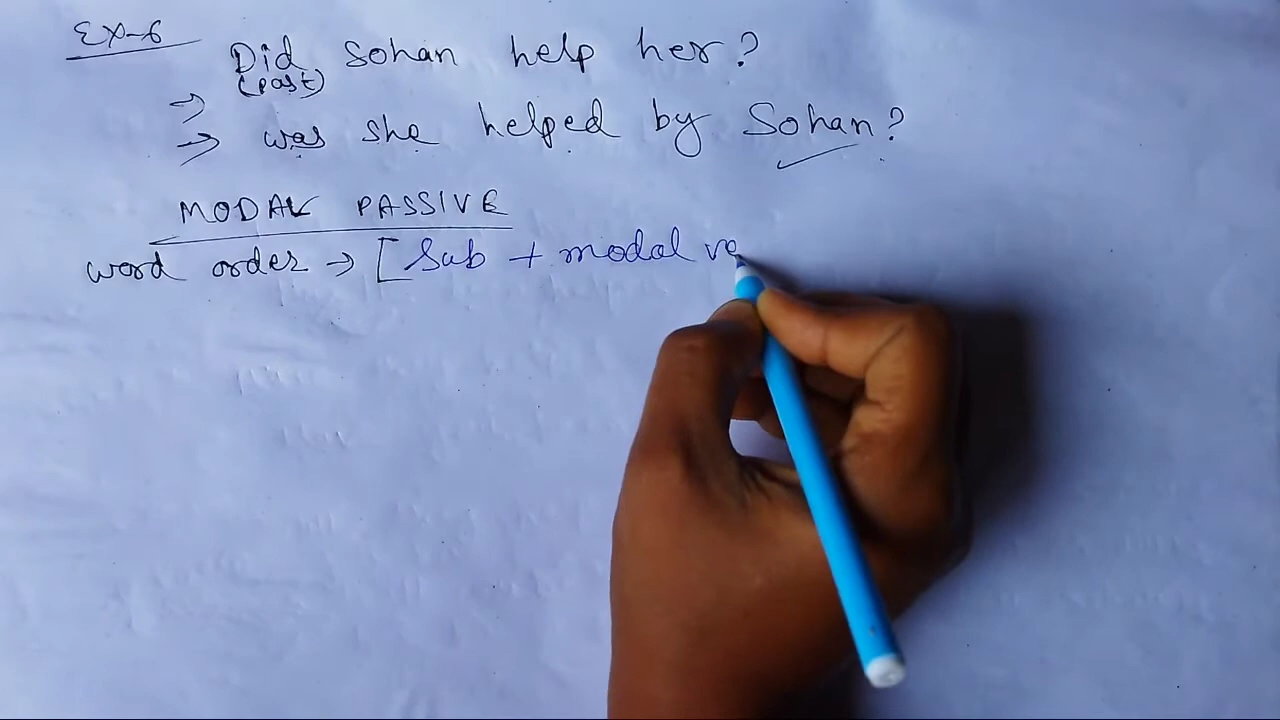 EX-6
Did Sohan help her?
(past)
→
→ was she helped by Sohan?
MODAL PASSIVE
word order → [Sub + modal ve